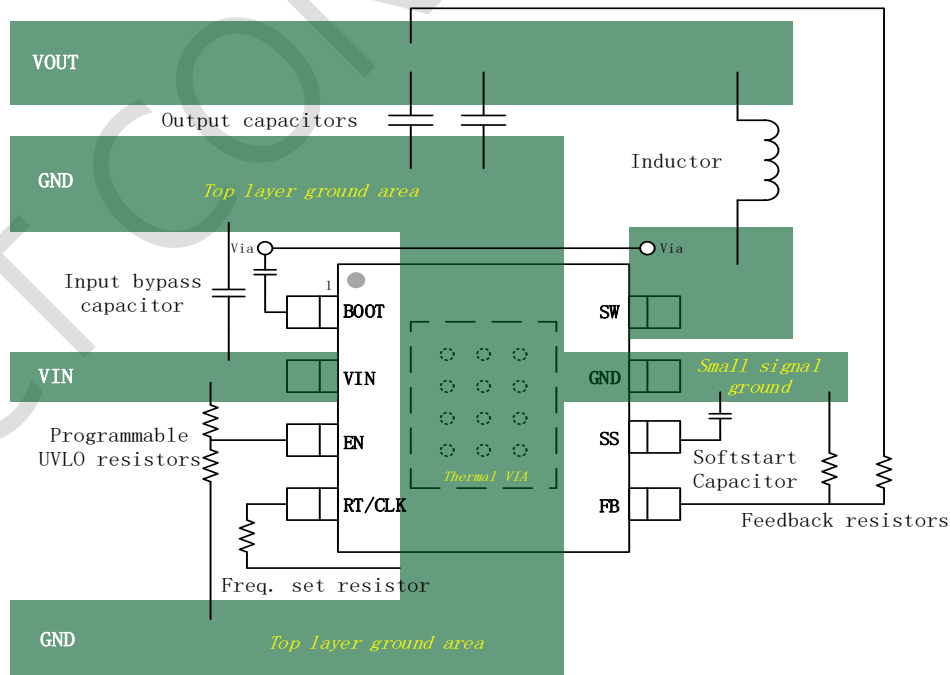 VOUT
Output capacitors
Inductor
GND
Top layer ground area
Via
Via
Input bypass
capacitor
1
BOOT
SW
VIN
VIN
GND
Small signal
ground
Programmable
UVLO resistors
EN
SS
Softstart
Capacitor
Thermal VIA
RT/CLK
FB
Feedback resistors
Freq. set resistor
GND
Top layer ground area